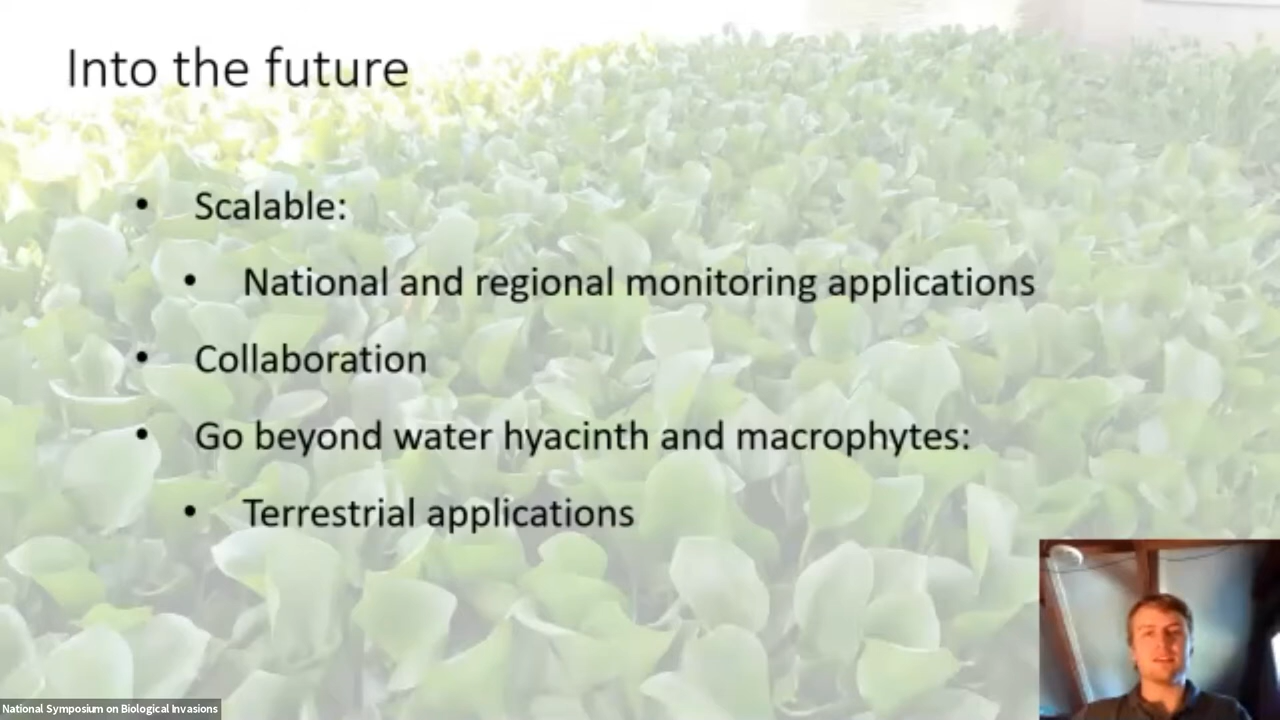 Into the future
• Scalable:
• National and regional monitoring applications
• Collaboration
• Go beyond water hyacinth and macrophytes:
• Terrestrial applications
National Symposium on Biological Invasions